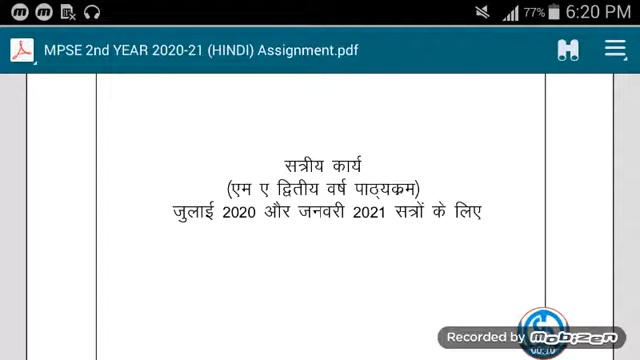 77% 6:20 PM
MPSE 2nd YEAR 2020-21 (HINDI) Assignment.pdf
सत्रीय कार्य
(एम ए द्वितीय वर्ष पाठ्यक्रम)
जुलाई 2020 और जनवरी 2021 सत्रों के लिए
Recorded by mobizen